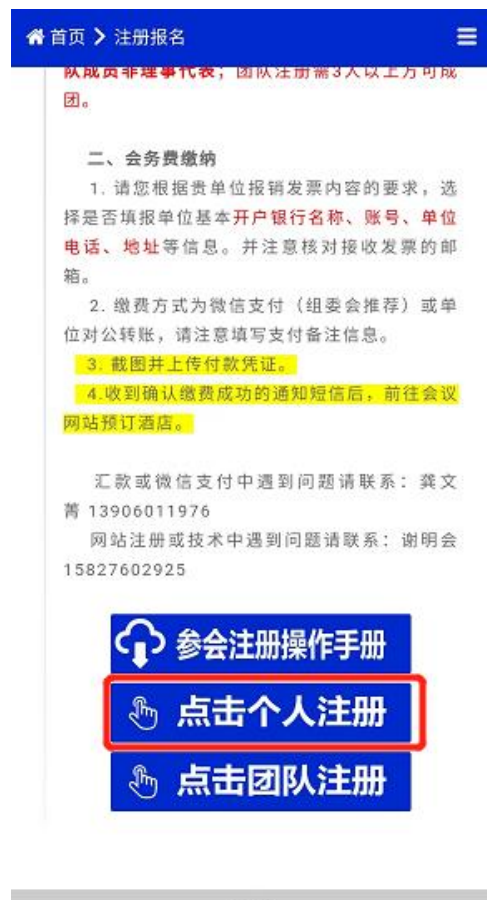 首页 > 注册报名
队成员非理事代表；团队注册需3人以上方可成
团。
二、会务费缴纳
1. 请您根据贵单位报销发票内容的要求，选
择是否填报单位基本开户银行名称、账号、单位
电话、地址等信息。并注意核对接收发票的邮
箱。
2. 缴费方式为微信支付（组委会推荐）或单
位对公转账，请注意填写支付备注信息。
3. 截图并上传付款凭证。
4.收到确认缴费成功的通知短信后，前往会议
网站预订酒店。
汇款或微信支付中遇到问题请联系：龚文
菁 13906011976
网站注册或技术中遇到问题请联系：谢明会
15827602925
参会注册操作手册
点击个人注册
点击团队注册